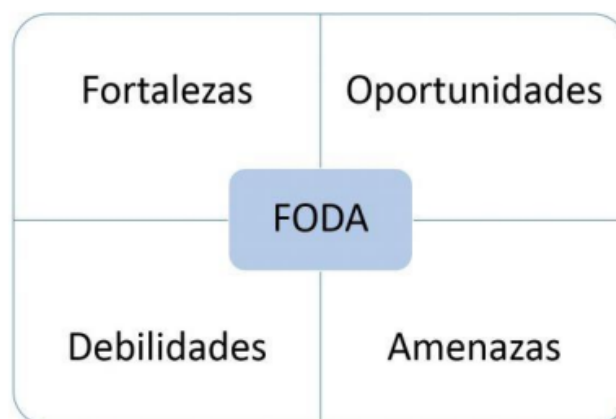 Fortalezas
Oportunidades
FODA
Debilidades
Amenazas